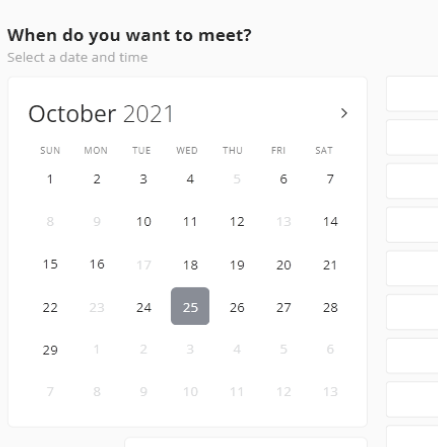 When do you want to meet?
Select a date and time
October 2021
SUN MON TUE WED THU FRI SAT
1 2 3 4 5 6 7
8 9 10 11 12 13 14
15 16 17 18 19 20 21
22 23 24 25 26 27 28
29 1 2 3 4 5 6
7 8 9 10 11 12 13